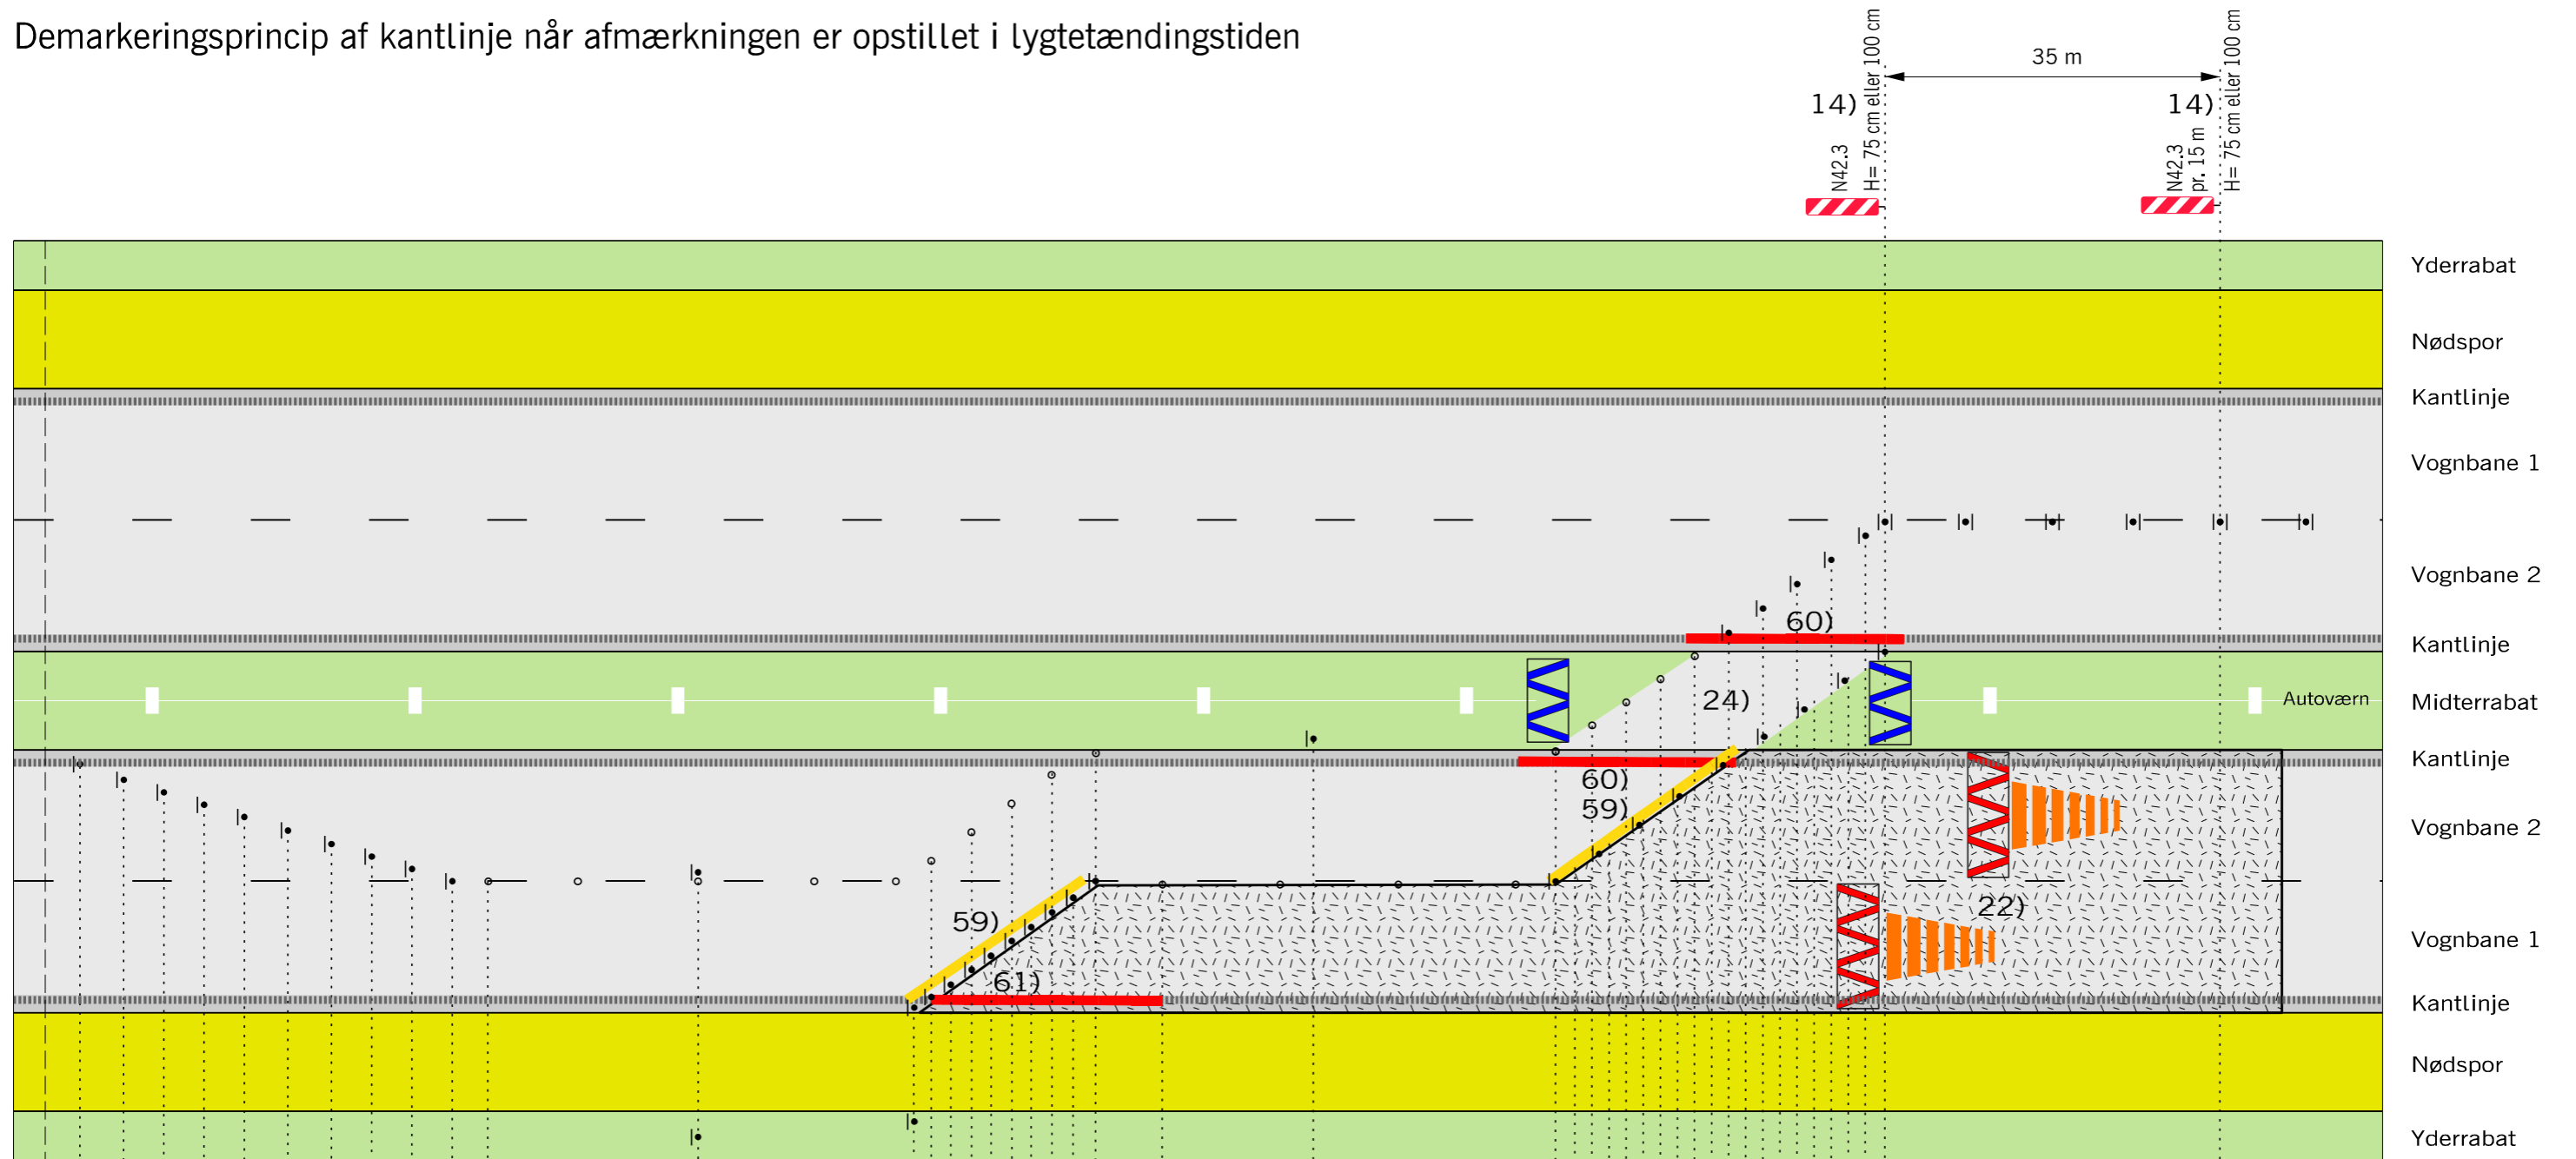 Demarkeringsprincip af kantlinje når afmærkningen er opstillet i lygtetændingstiden
35 m
14)
14)
N42.3
H= 75 cm eller 100 cm
N42.3
pr. 15 m
H= 75 cm eller 100 cm
Yderrabat
Nødspor
Kantlinje
Vognbane 1
Vognbane 2
60)
Kantlinje
24)
Autoværn
Midterrabat
Kantlinje
60)
59)
Vognbane 2
22)
59)
Vognbane 1
61)
Kantlinje
Nødspor
Yderrabat